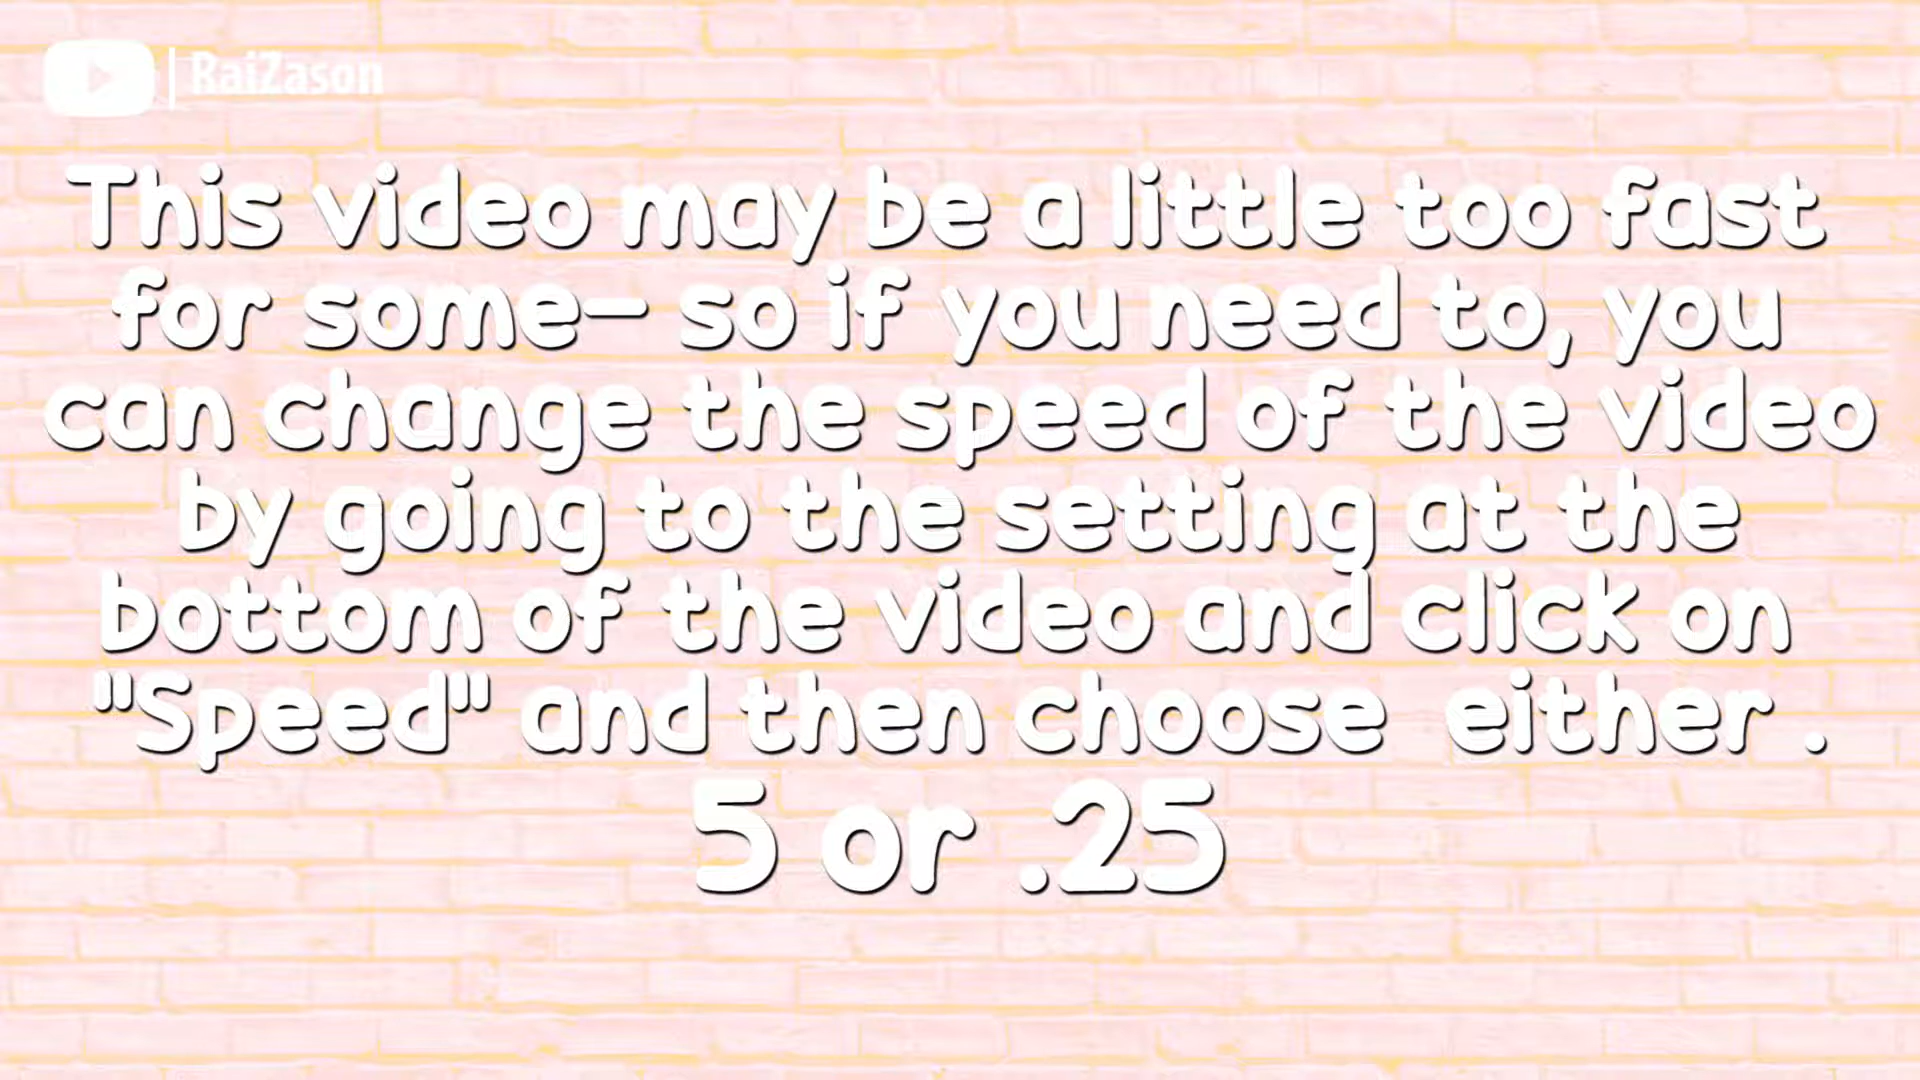 RaiZason
This video may be a little too fast
for some- so if you need to, you
can change the speed of the video
by going to the setting at the
bottom of the video and click on
"Speed" and then choose  either .
5 or .25